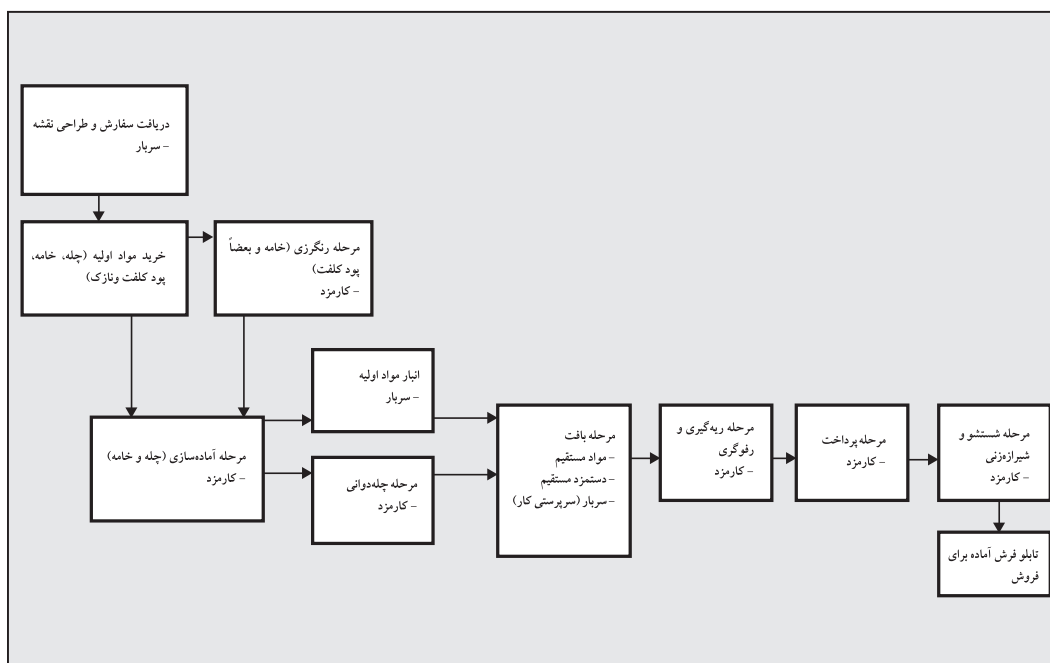 دریافت سفارش و طراحی نقشه
– سربار
خرید مواد اولیه (چله، خامه،
پود کلفت ونازک)
مرحله رنگرزی (خامه و بعضاً
پود کلفت)
– کارمزد
انبار مواد اولیه
– سربار
مرحله آماده‌سازی (چله و خامه)
– کارمزد
مرحله چله‌دوانی
– کارمزد
مرحله بافت
– مواد مستقیم
– دستمزد مستقیم
– سربار (سرپرستی کار)
مرحله ریه‌گیری و
رفوگری
– کارمزد
مرحله پرداخت
– کارمزد
مرحله شستشو و
شیرازه‌زنی
– کارمزد
تابلو فرش آماده برای
فروش